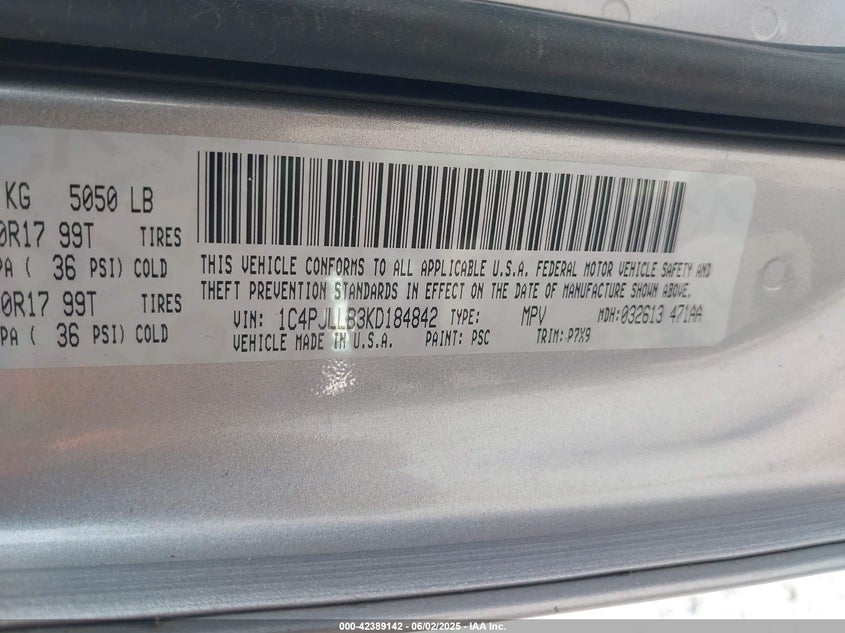 KG 5050 LB
0R17 99T TIRES
PA ( 36 PSI) COLD
0R17 99T TIRES
PA ( 36 PSI) COLD
THIS VEHICLE CONFORMS TO ALL APPLICABLE U.S.A. FEDERAL MOTOR VEHICLE SAFETY AND
THEFT PREVENTION STANDARDS IN EFFECT ON THE DATE OF MANUFACTURE SHOWN ABOVE.
VIN: 1C4PJLLB3KD184842 TYPE: MPV MDH:032613 471AA
VEHICLE MADE IN U.S.A. PAINT: PSC TRIM: P7X9
000-42389142 - 06/02/2025 - IAA Inc.